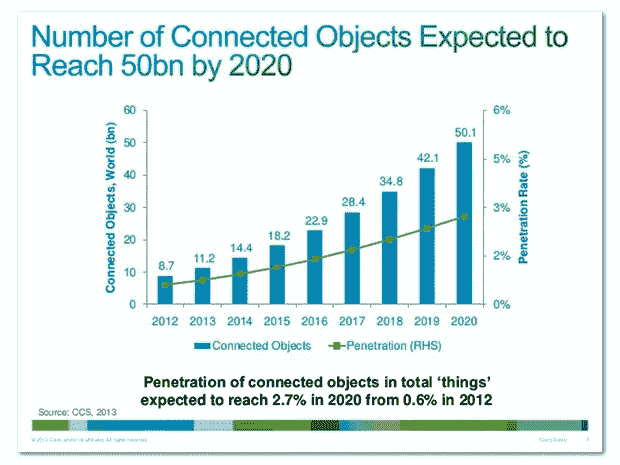 Number of Connected Objects Expected to
Reach 50bn by 2020
Connected Objects, World (bn)
60
50
40
30
20
10
0
8.7
11.2
14.4
18.2
22.9
28.4
34.8
42.1
50.1
6%
5%
3%
2%
0%
Penetration Rate (%)
2012 2013 2014 2015 2016 2017 2018 2019 2020
Connected Objects Penetration (RHS)
Penetration of connected objects in total ‘things’
expected to reach 2.7% in 2020 from 0.6% in 2012
Source: CCS, 2013
All rights reserved.